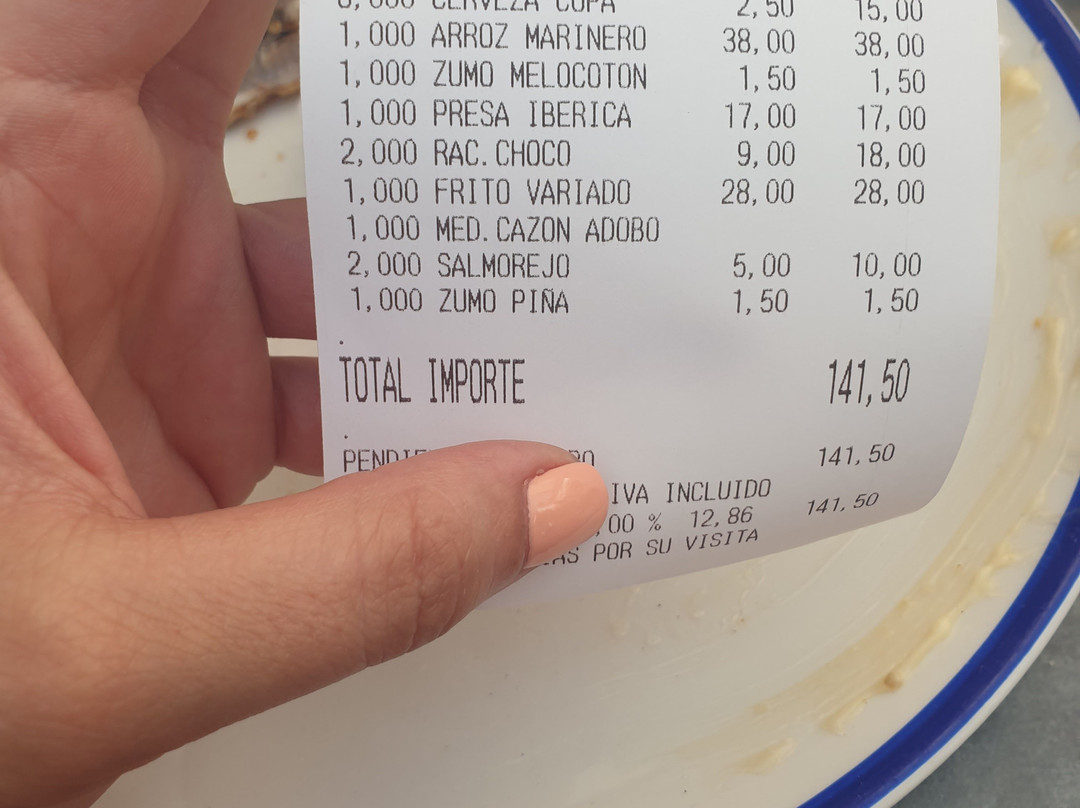 CERVEZA COPA 2,50 15,00
1,000 ARROZ MARINERO 38,00 38,00
1,000 ZUMO MELOCOTON 1,50 1,50
1,000 PRESA IBERICA 17,00 17,00
2,000 RAC.CHOCO 9,00 18,00
1,000 FRITO VARIADO 28,00 28,00
1,000 MED.CAZON ADOBO
2,000 SALMOREJO 5,00 10,00
1,000 ZUMO PIÑA 1,50 1,50
.
TOTAL IMPORTE 141,50
.
141,50
IVA INCLUIDO
,00 % 12,86 141,50
POR SU VISITA